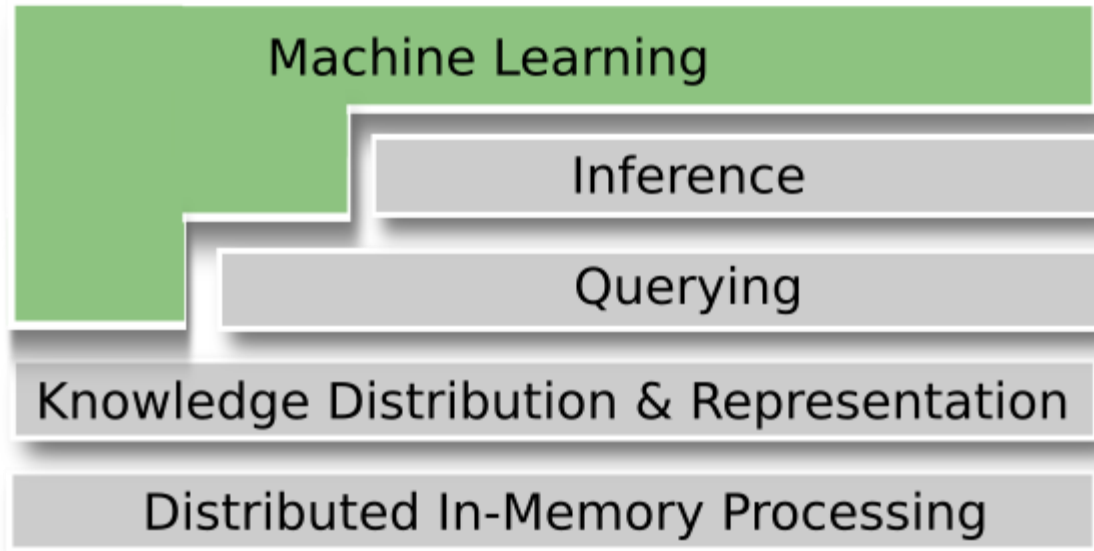 Machine Learning
Inference
Querying
Knowledge Distribution & Representation
Distributed In-Memory Processing